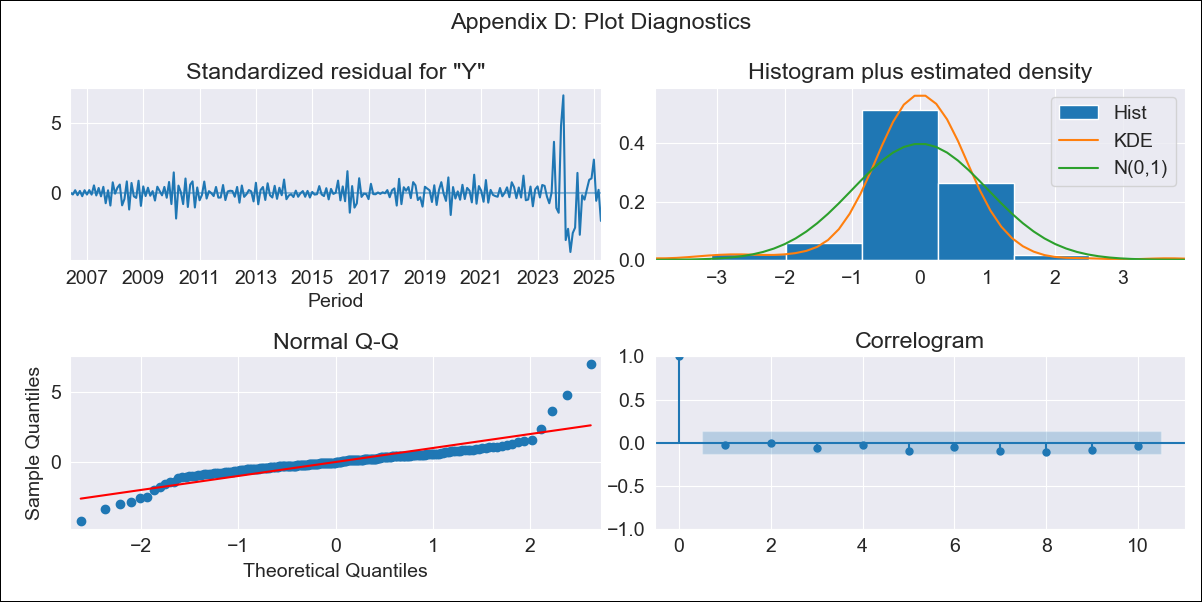 Appendix D: Plot Diagnostics
Standardized residual for "Y"
5
0
2007 2009 2011 2013 2015 2017 2019 2021 2023 2025
Period
Histogram plus estimated density
Hist
KDE
N(0,1)
0.4
0.2
0.0
−3 −2 −1 0 1 2 3
Normal Q-Q
Sample Quantiles
5
0
−2 −1 0 1 2
Theoretical Quantiles
Correlogram
1.0
0.5
0.0
−0.5
−1.0
0 2 4 6 8 10